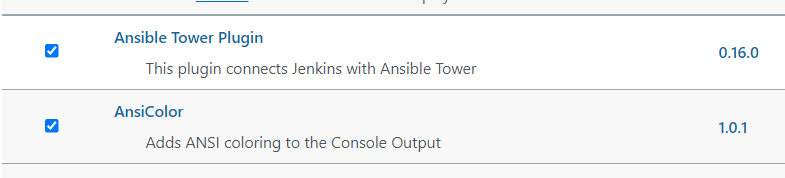 Ansible Tower Plugin
0.16.0
This plugin connects Jenkins with Ansible Tower
AnsiColor
1.0.1
Adds ANSI coloring to the Console Output